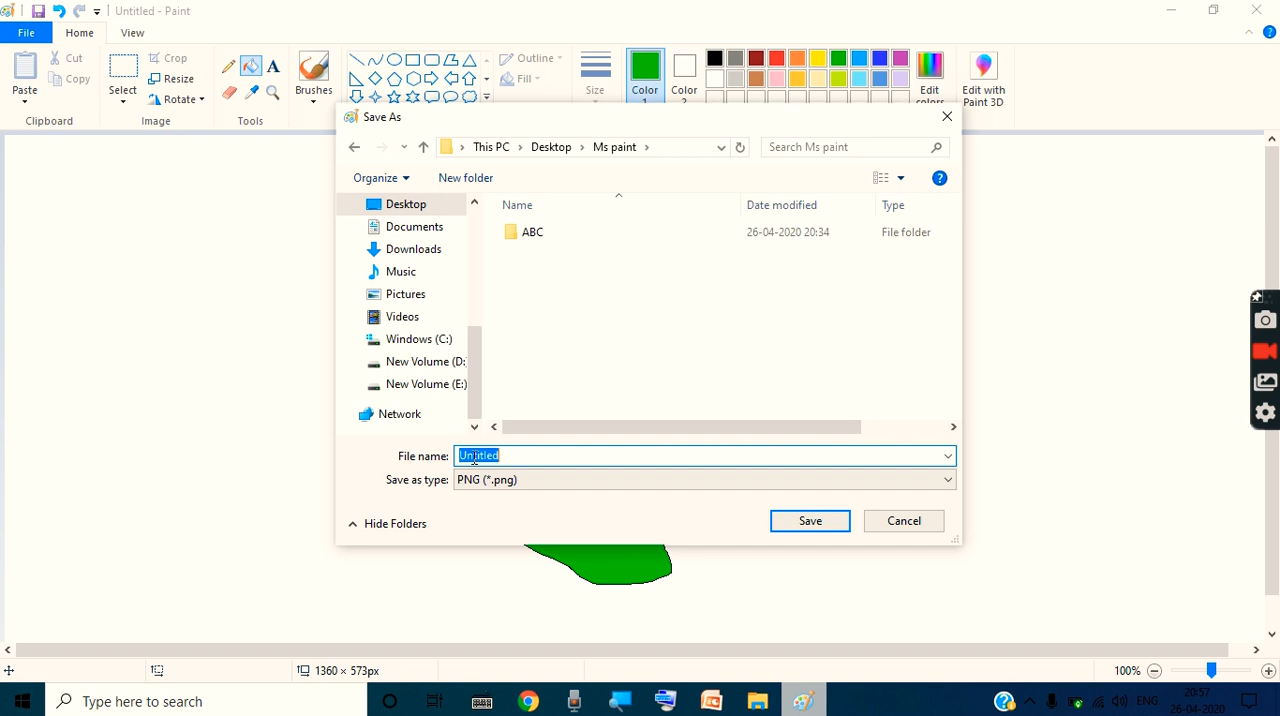 Untitled - Paint
File
Home
View
Paste
Cut
Copy
Clipboard
Select
Crop
Resize
Rotate
Image
A
Tools
Brushes
Outline
Fill
Size
Color
1
Color
2
Edit
colors
Edit with
Paint 3D
Save As
This PC > Desktop > Ms paint >
Search Ms paint
Organize
New folder
Desktop
Documents
Downloads
Music
Pictures
Videos
Windows (C:)
New Volume (D:
New Volume (E:)
Network
Name
Date modified
Type
ABC
26-04-2020 20:34
File folder
File name:
Untitled
Save as type:
PNG (*.png)
Hide Folders
Save
Cancel
1360 × 573px
100%
Type here to search
ENG
20:57
26-04-2020